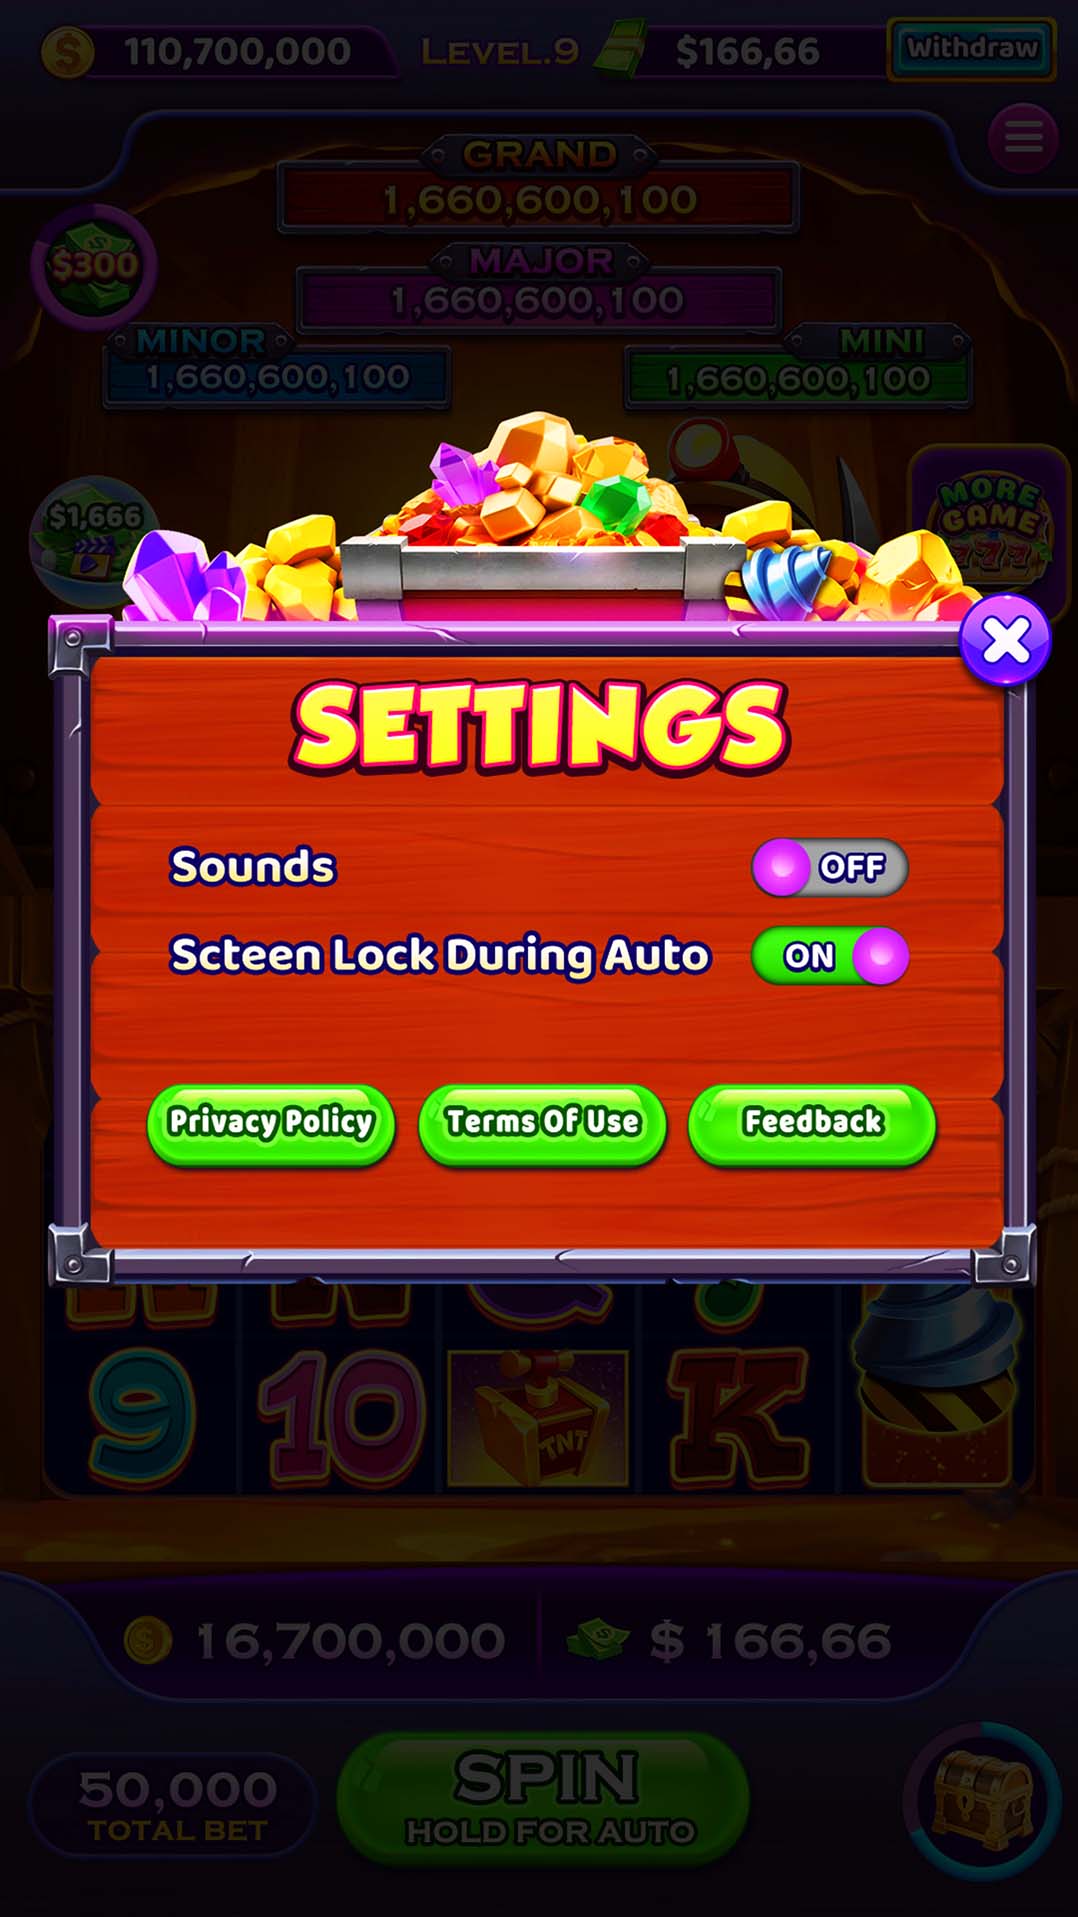 110,700,000
LEVEL.9
$166,66
Withdraw
GRAND
1,660,600,100
$300
MAJOR
1,660,600,100
MINOR
1,660,600,100
MINI
1,660,600,100
$1,666
MORE
GAME
777
SETTINGS
Sounds
OFF
Scteen Lock During Auto
ON
Privacy Policy
Terms Of Use
Feedback
9
10
TNT
K
16,700,000
$ 166,66
50,000
TOTAL BET
SPIN
HOLD FOR AUTO